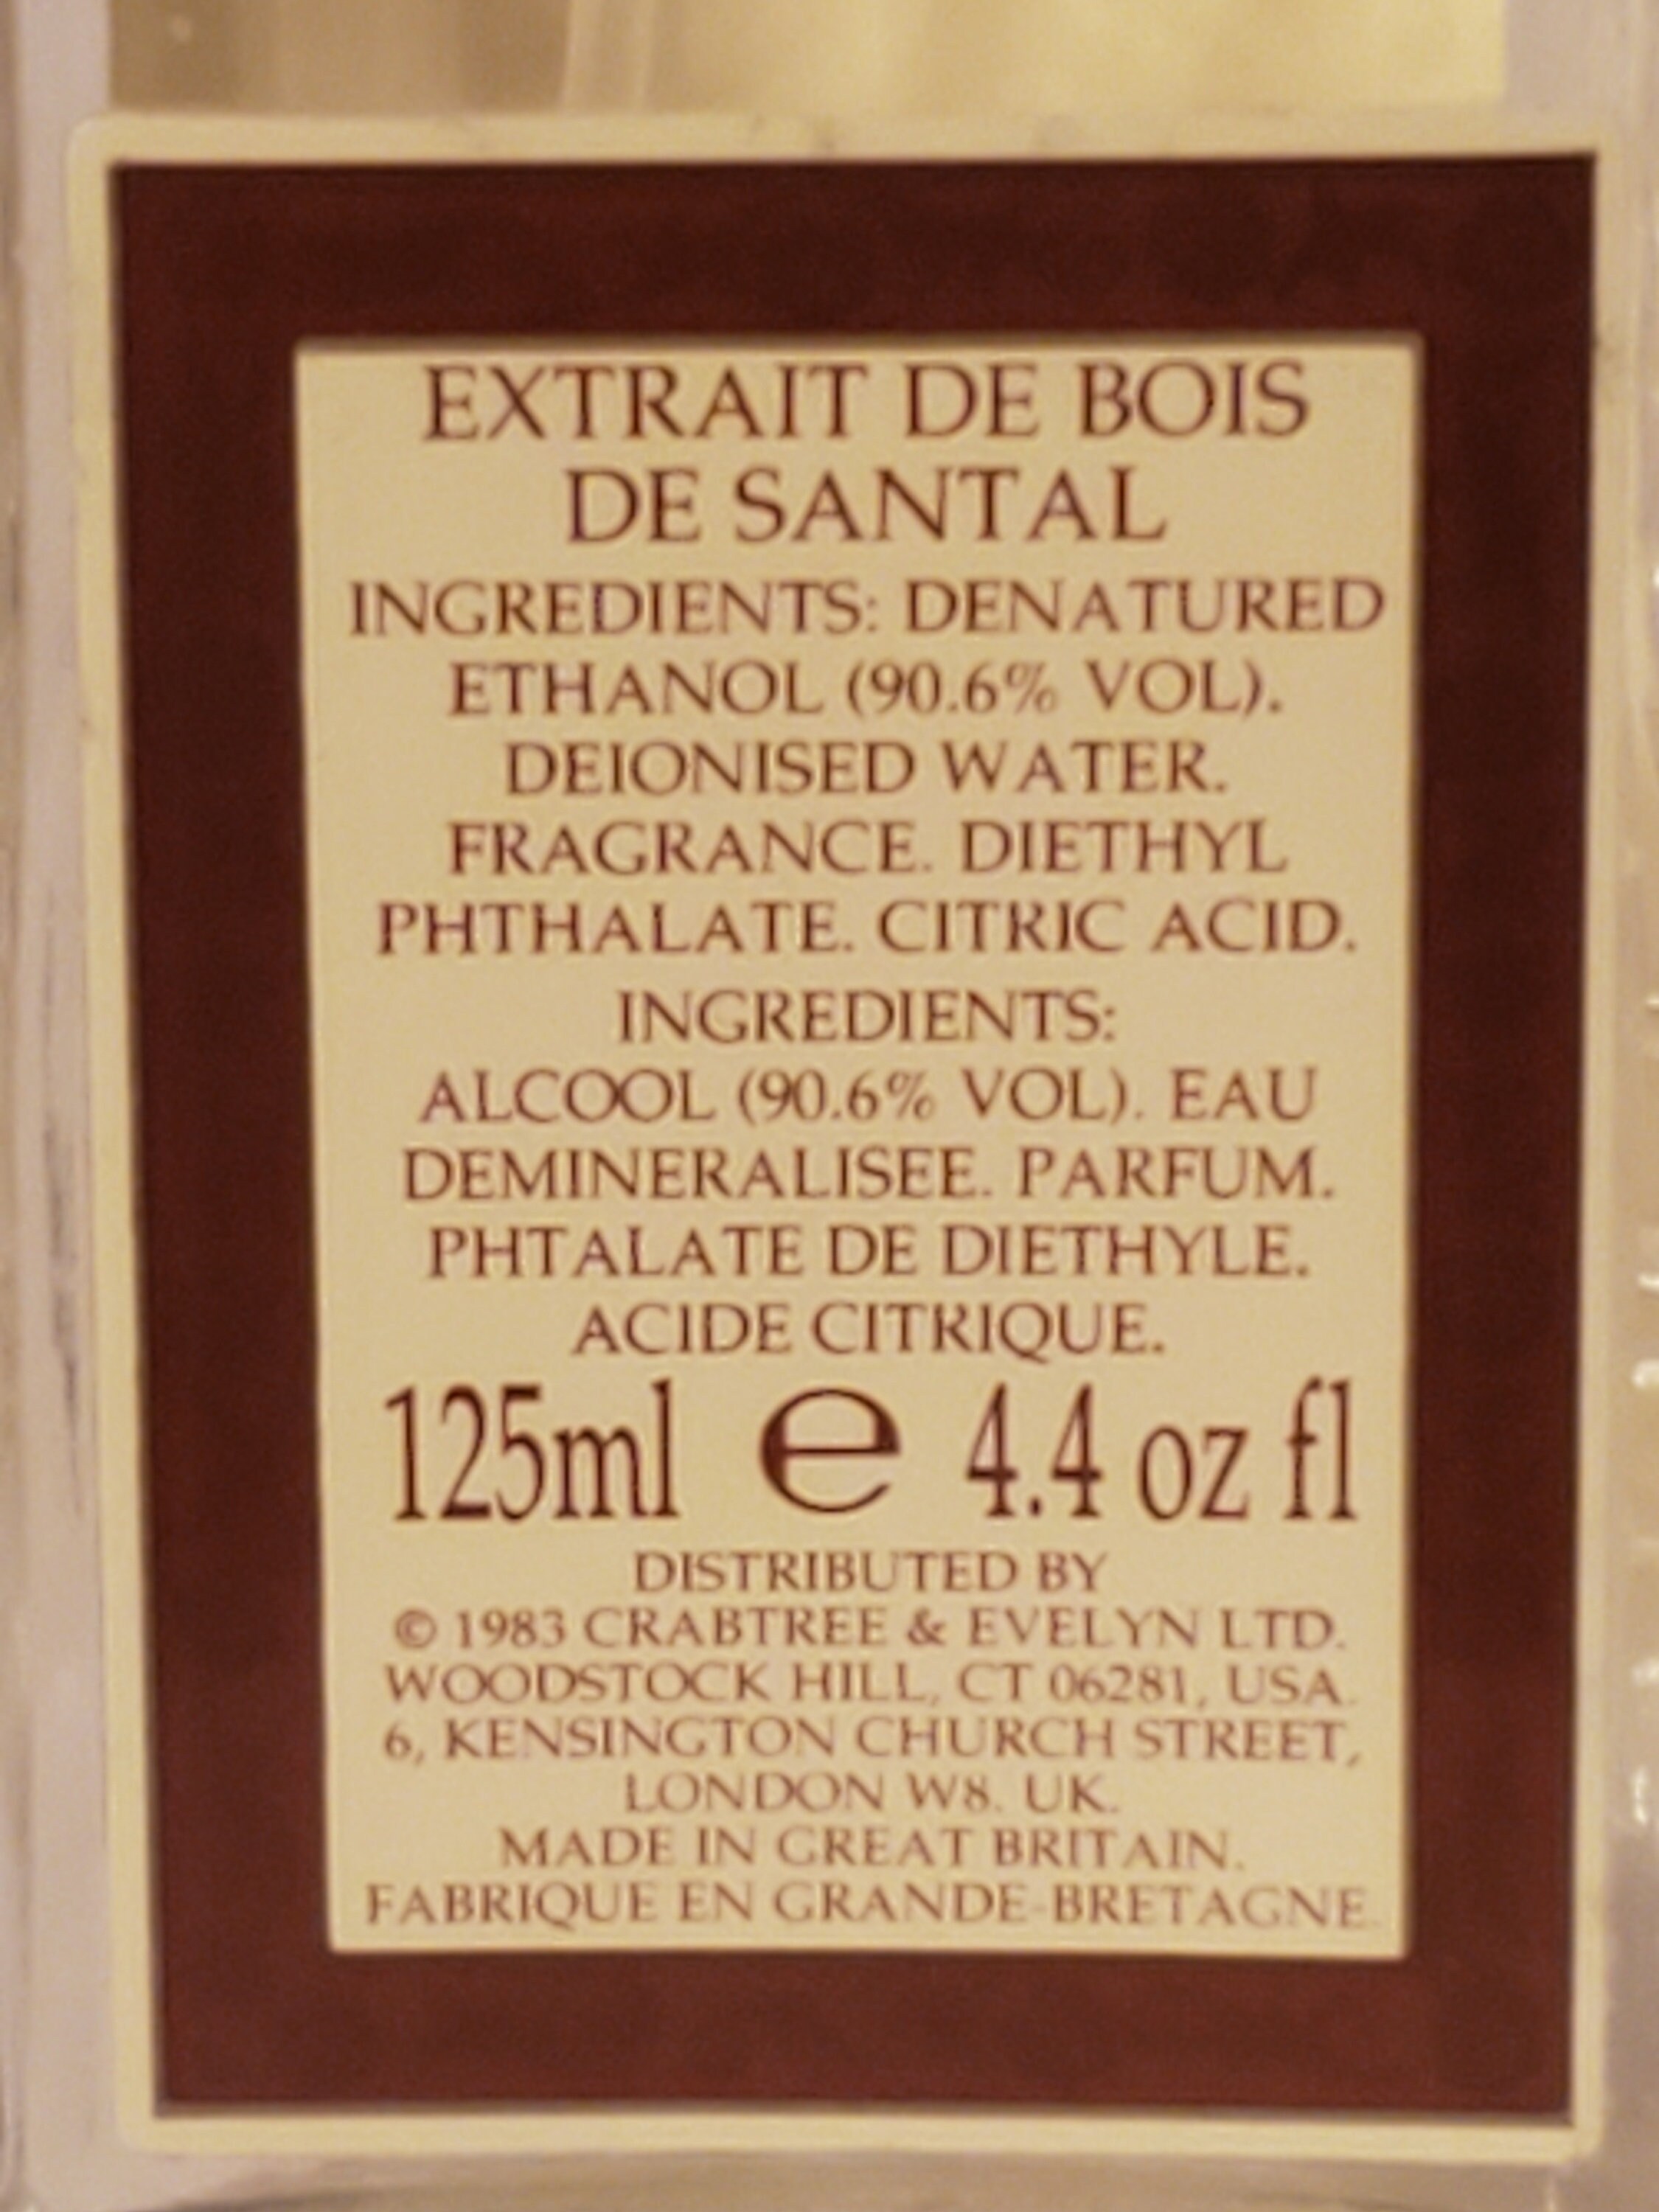 EXTRAIT DE BOIS
DE SANTAL
INGREDIENTS: DENATURED
ETHANOL (90.6% VOL).
DEIONISED WATER.
FRAGRANCE. DIETHYL
PHTHALATE. CITRIC ACID.
INGREDIENTS:
ALCOOL (90.6% VOL). EAU
DEMINERALISEE. PARFUM.
PHTALATE DE DIETHYLE.
ACIDE CITRIQUE.
125ml e 4.4 oz fl
DISTRIBUTED BY
© 1983 CRABTREE & EVELYN LTD.
WOODSTOCK HILL, CT 06281, USA.
6, KENSINGTON CHURCH STREET,
LONDON W8. UK.
MADE IN GREAT BRITAIN.
FABRIQUE EN GRANDE-BRETAGNE.